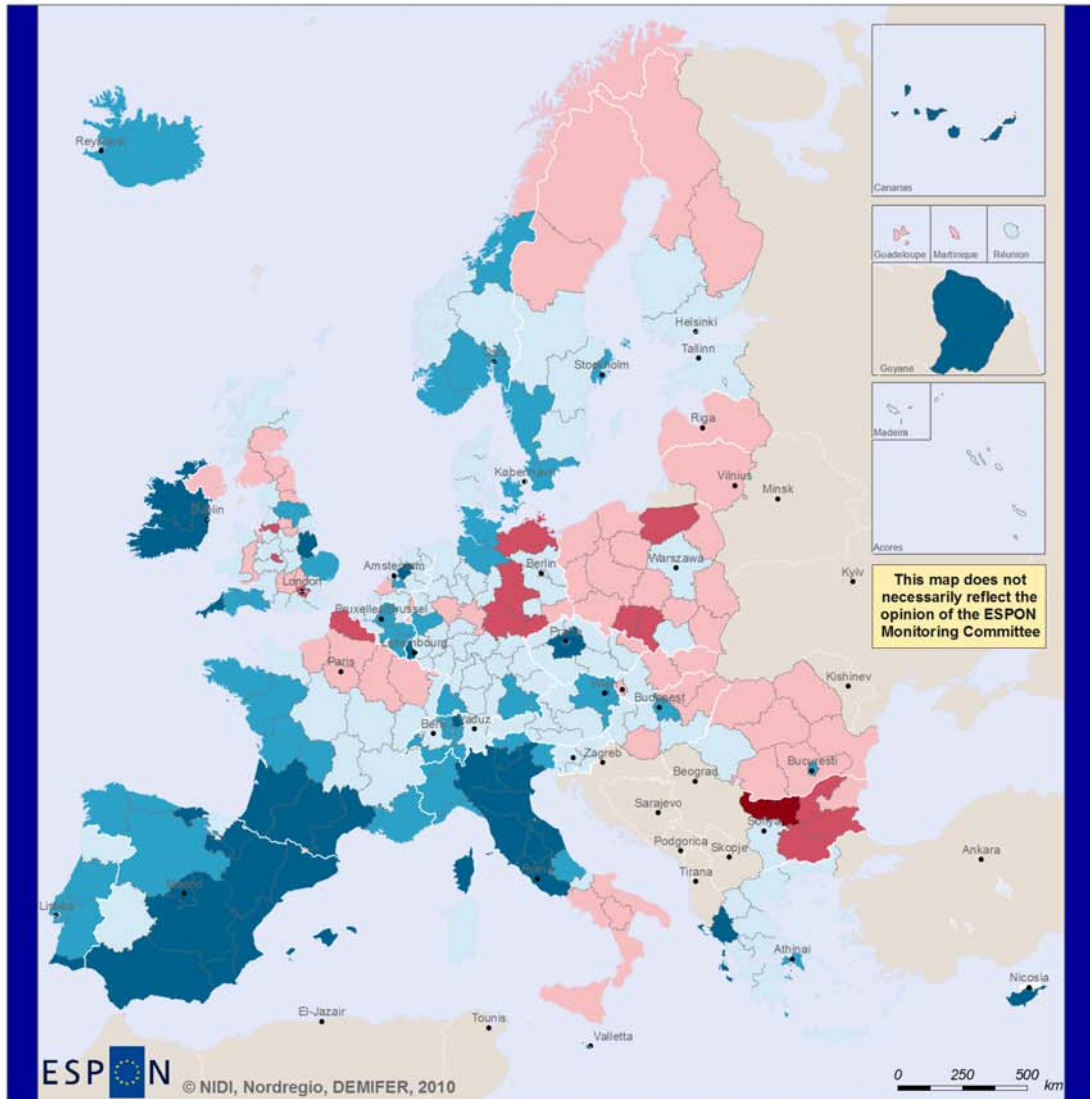 Reykjavik
Canarias
Guadeloupe
Martinique
Réunion
Guyane
Madeira
Acores
Helsinki
Tallinn
Oslo
Stockholm
Riga
Vilnius
Minsk
København
Dublin
London
Amsterdam
Berlin
Warszawa
Kyiv
Bruxelles/Brussel
Luxembourg
Praha
Paris
Kishinev
Budapest
Bern
Vaduz
Zagreb
Beograd
Bucuresti
Sarajevo
Podgorica
Skopje
Sofiya
Tirana
Ankara
Roma
Madrid
Lisboa
Athinai
Nicosia
El-Jazair
Tounis
Valletta
This map does not
necessarily reflect the
opinion of the ESPON
Monitoring Committee
ESPON
© NIDI, Nordregio, DEMIFER, 2010
0 250 500
km